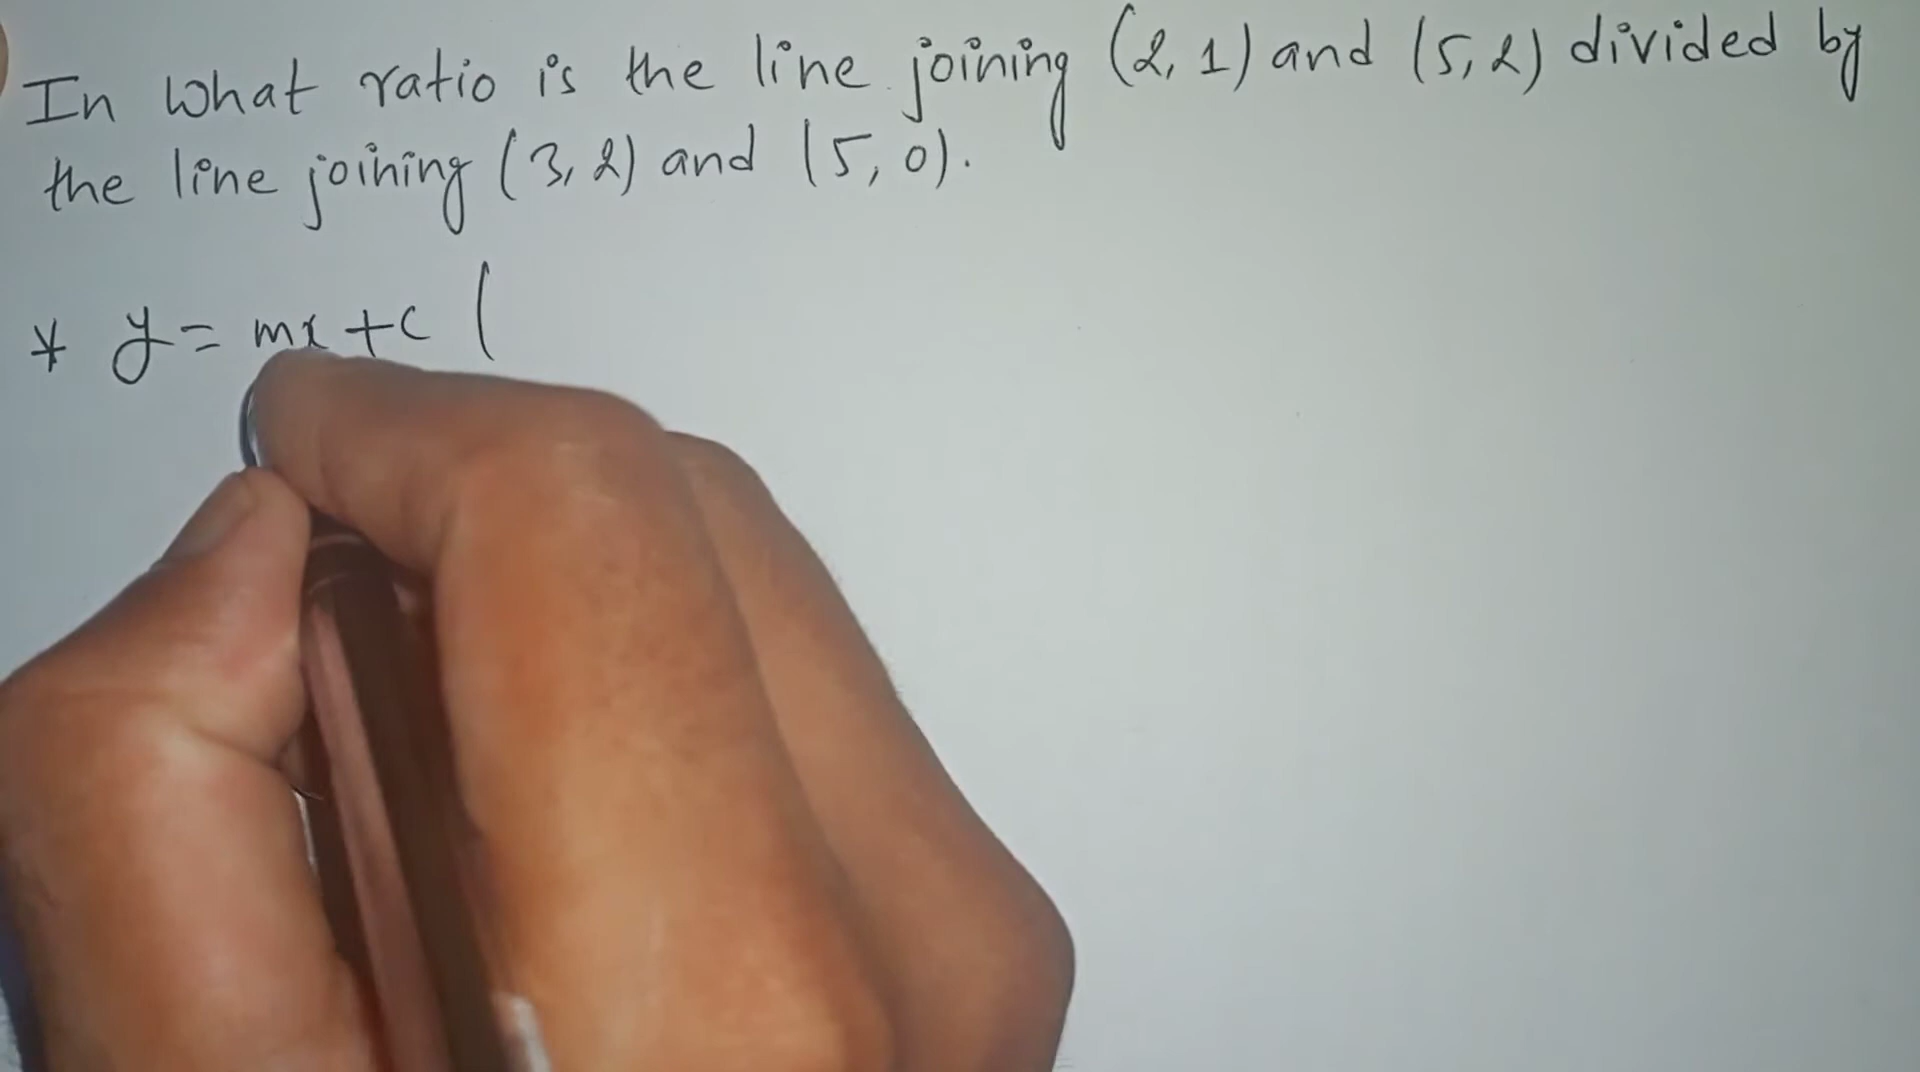 In what ratio is the line joining (2, 1) and (5, 2) divided by
the line joining (3, 2) and (5, 0).
* y = mx + c (